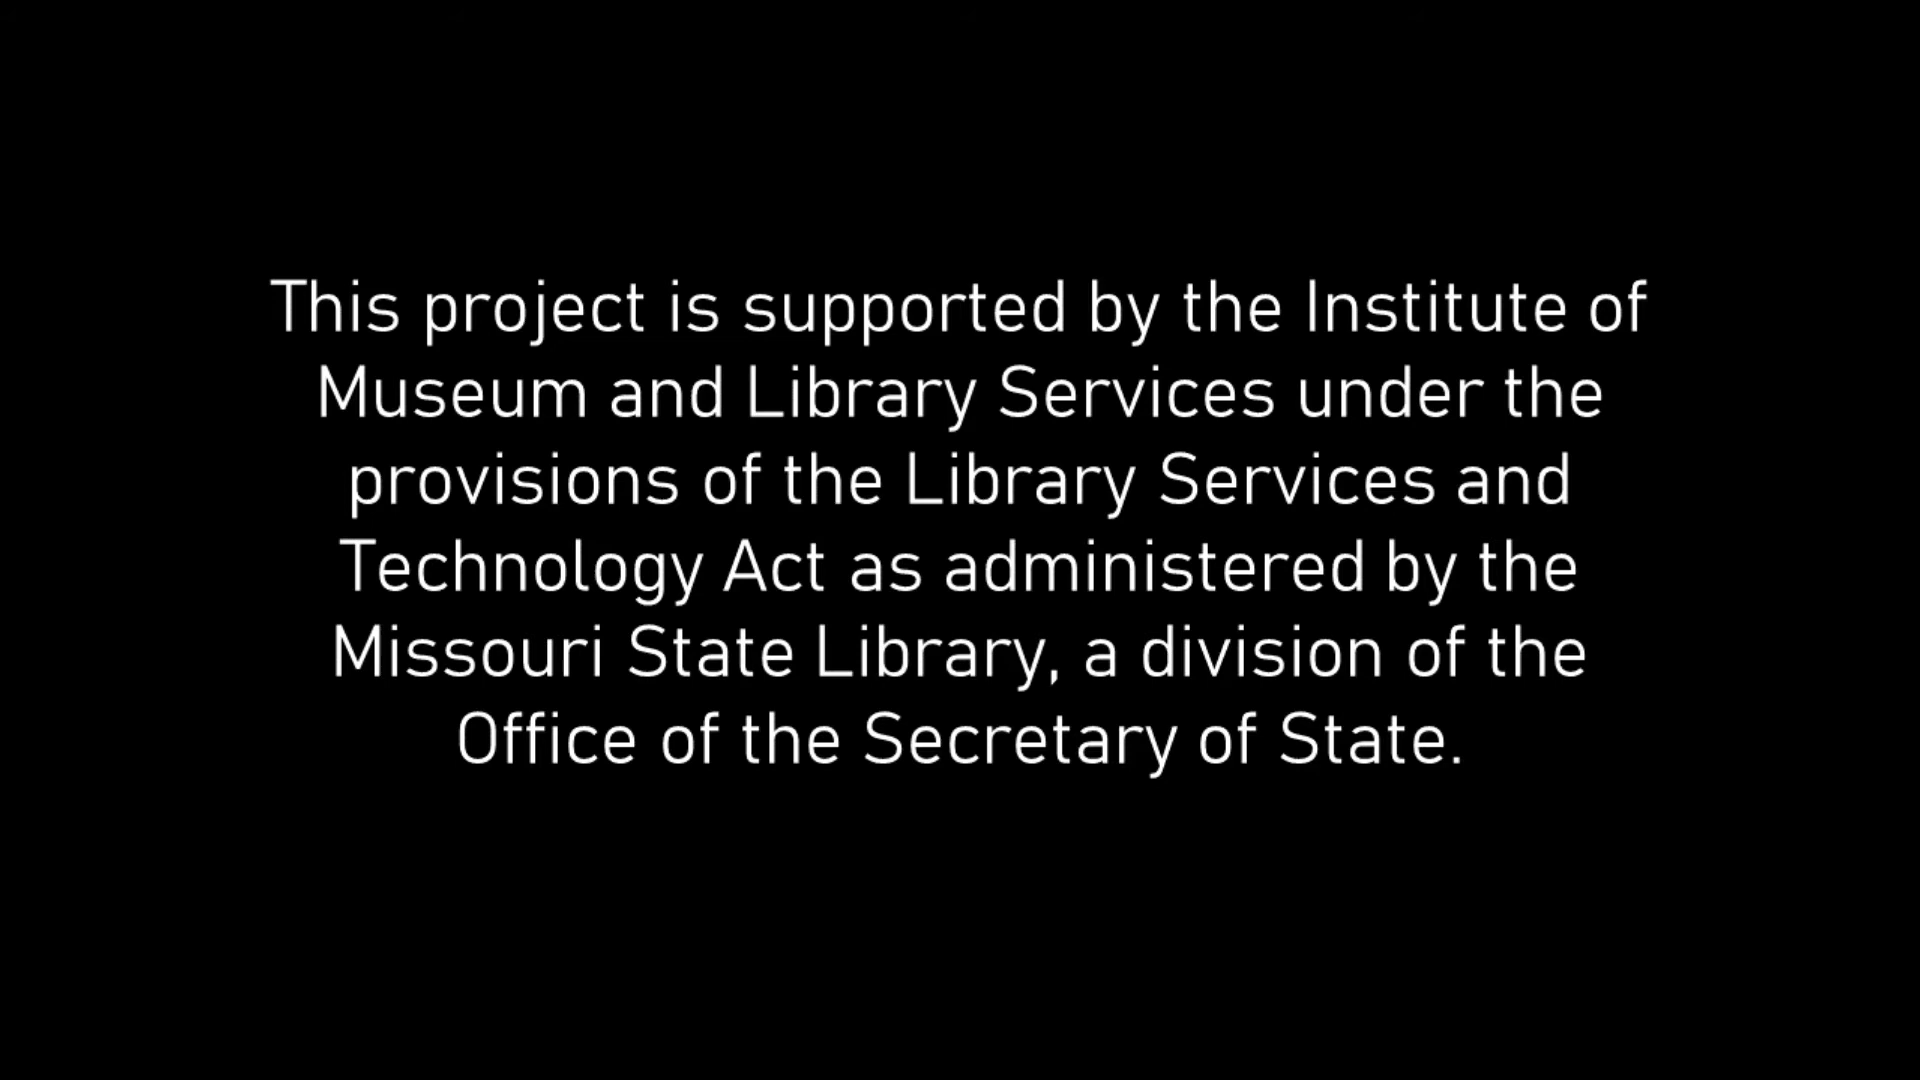 This project is supported by the Institute of
Museum and Library Services under the
provisions of the Library Services and
Technology Act as administered by the
Missouri State Library, a division of the
Office of the Secretary of State.